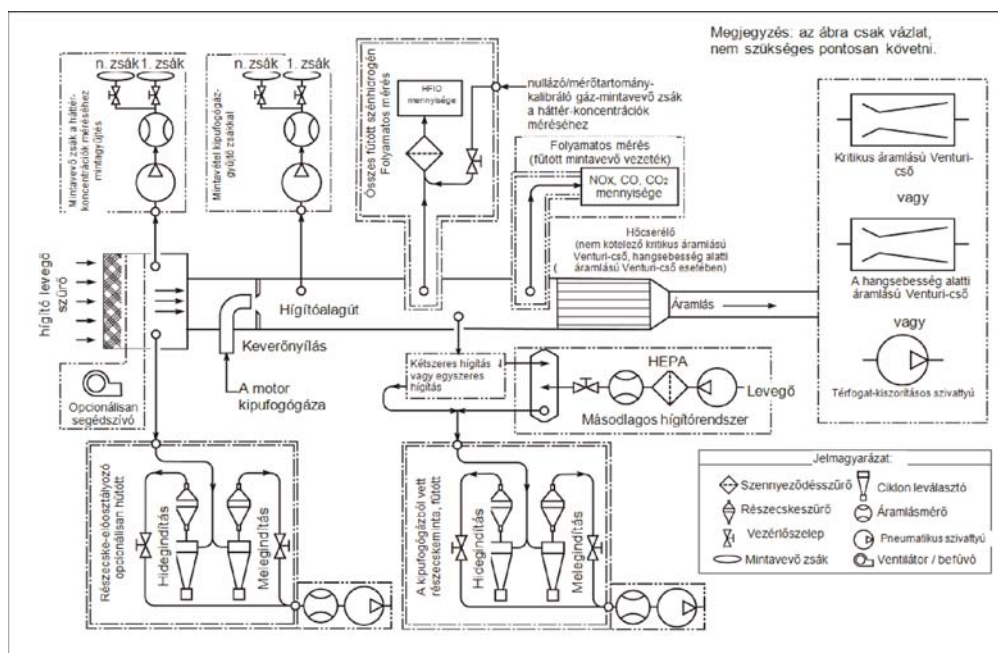 Megjegyzés: az ábra csak vázlat,
nem szükséges pontosan követni.
n. zsák 1. zsák
Mintavevő zsák a háttér-
koncentrációk méréséhez
mintagyűjtés
n. zsák 1. zsák
Mintavétel kipufogógáz-
gyűjtő zsákkal
Összes fűtött szénhidrogén
Folyamatos mérés
HFID
mennyisége
nullázó/mérőtartomány-
kalibráló gáz-mintavevő zsák
a háttér-koncentrációk
méréséhez
Folyamatos mérés
(fűtött mintavevő vezeték)
NOx, CO, CO₂
mennyisége
Hőcserélő
(nem kötelező kritikus áramlású
Venturi-cső, hangsebesség alatti
( áramlású Venturi-cső esetében)
Kritikus áramlású Venturi-
cső
vagy
A hangsebesség alatti
áramlású Venturi-cső
vagy
Térfogat-kiszorításos szivattyú
hígító levegő
szűrő
Hígítóalagút
Áramlás
Keverőnyílás
Opcionálisan
segédszívó
A motor
kipufogógáza
Kétszeres hígítás
vagy egyszeres
hígítás
HEPA
Levegő
Másodlagos hígítórendszer
Részecske-előosztályozó
opcionálisan hűtött
Hidegindítás
Melegindítás
A kipufogógázból vett
részecskeminta, fűtött
Hidegindítás
Melegindítás
Jelmagyarázat:
Szennyeződésszűrő
Ciklon leválasztó
Részecskeszűrő
Áramlásmérő
Vezérlőszelep
Pneumatikus szivattyú
Mintavevő zsák
Ventilátor / befúvó